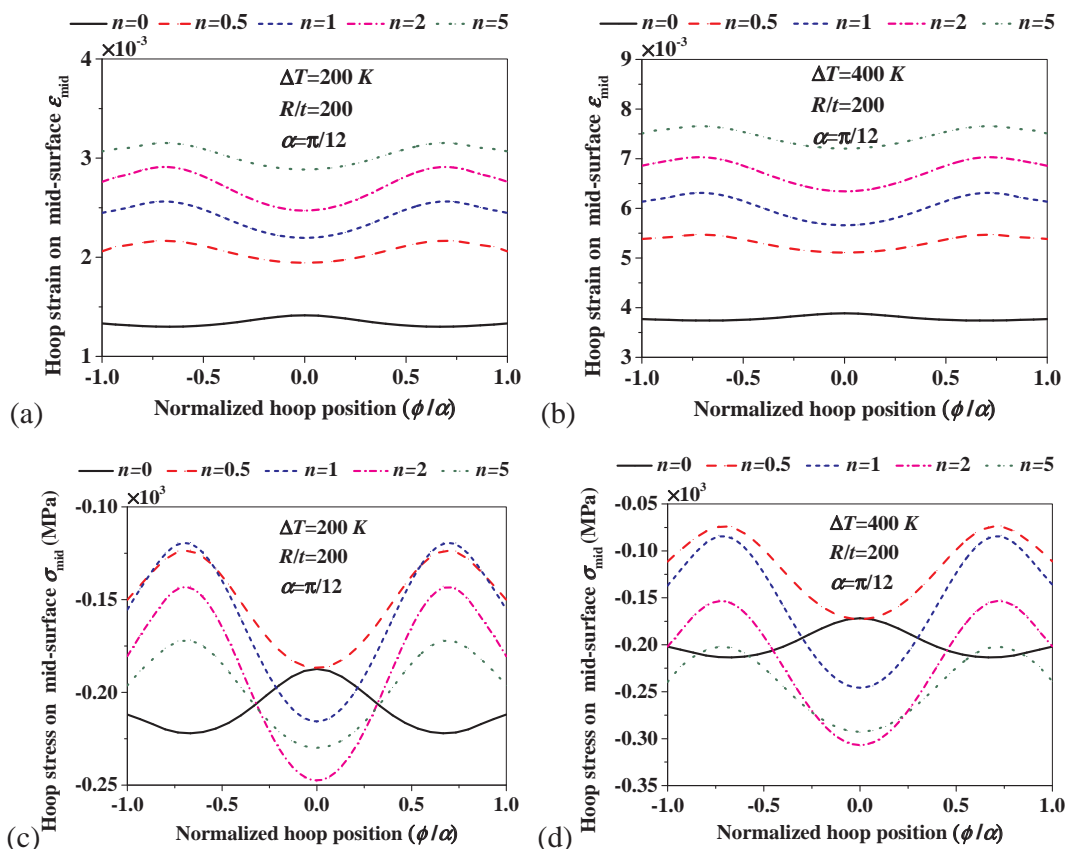 n=0 n=0.5 n=1 n=2 n=5
×10⁻³
4
3
2
1
ΔT=200 K
R/t=200
α=π/12
Hoop strain on mid-surface ε_mid
-1.0 -0.5 0.0 0.5 1.0
Normalized hoop position (ϕ/α)
(a)
n=0 n=0.5 n=1 n=2 n=5
×10⁻³
9
8
7
6
5
4
3
ΔT=400 K
R/t=200
α=π/12
Hoop strain on mid-surface ε_mid
-1.0 -0.5 0.0 0.5 1.0
Normalized hoop position (ϕ/α)
(b)
n=0 n=0.5 n=1 n=2 n=5
×10³
-0.10
-0.15
-0.20
-0.25
ΔT=200 K
R/t=200
α=π/12
Hoop stress on mid-surface σ_mid (MPa)
-1.0 -0.5 0.0 0.5 1.0
Normalized hoop position (ϕ/α)
(c)
n=0 n=0.5 n=1 n=2 n=5
×10³
-0.05
-0.10
-0.15
-0.20
-0.25
-0.30
-0.35
ΔT=400 K
R/t=200
α=π/12
Hoop stress on mid-surface σ_mid (MPa)
-1.0 -0.5 0.0 0.5 1.0
Normalized hoop position (ϕ/α)
(d)